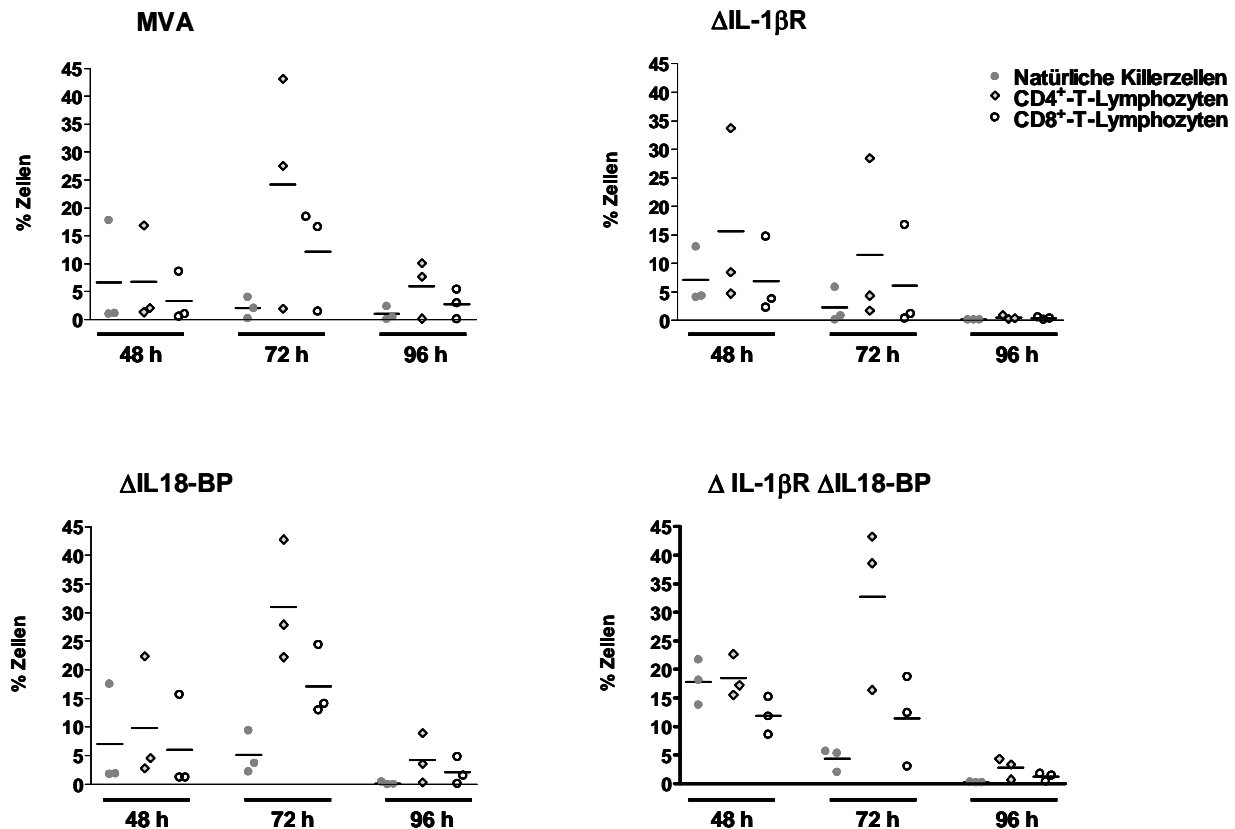 MVA
45
40
35
30
25
20
15
10
5
0
% Zellen
48 h 72 h 96 h
ΔIL-1βR
45
40
35
30
25
20
15
10
5
0
% Zellen
48 h 72 h 96 h
Natürliche Killerzellen
CD4⁺-T-Lymphozyten
CD8⁺-T-Lymphozyten
ΔIL18-BP
45
40
35
30
25
20
15
10
5
0
% Zellen
48 h 72 h 96 h
Δ IL-1βR ΔIL18-BP
45
40
35
30
25
20
15
10
5
0
% Zellen
48 h 72 h 96 h